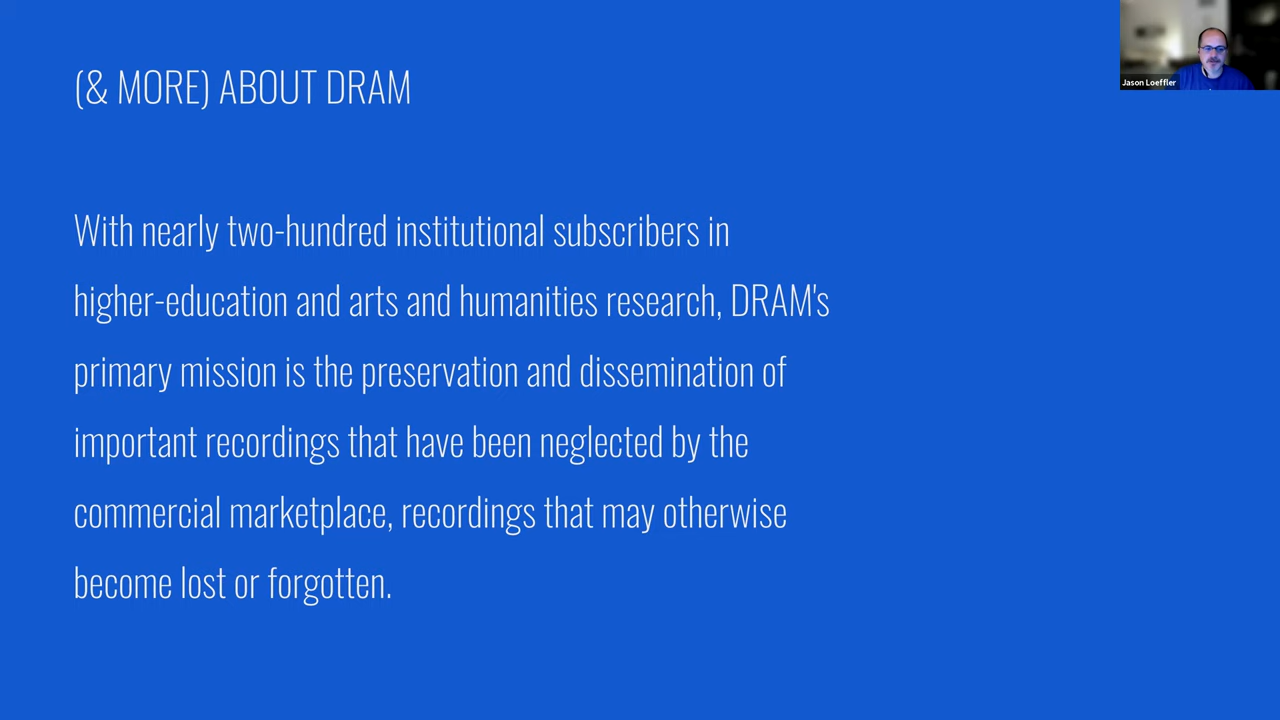 (& MORE) ABOUT DRAM
With nearly two-hundred institutional subscribers in
higher-education and arts and humanities research, DRAM's
primary mission is the preservation and dissemination of
important recordings that have been neglected by the
commercial marketplace, recordings that may otherwise
become lost or forgotten.
Jason Loeffler